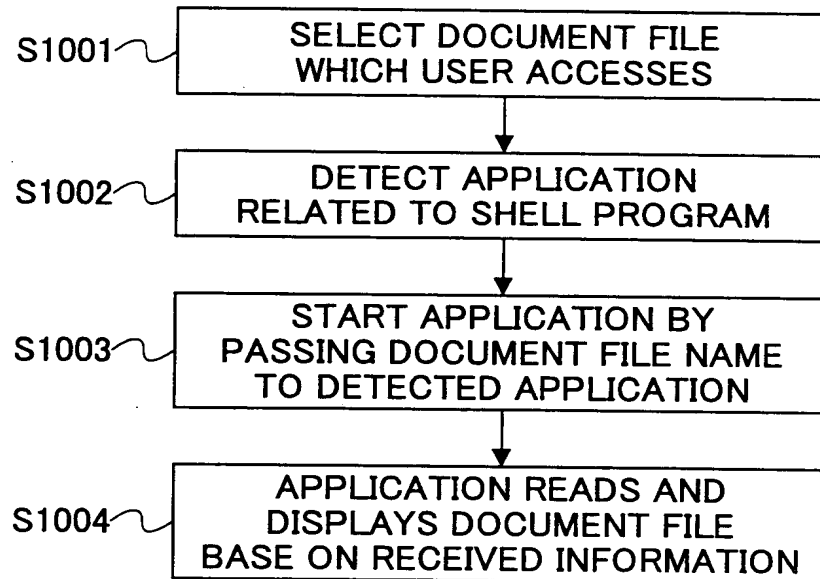 S1001
SELECT DOCUMENT FILE
WHICH USER ACCESSES
S1002
DETECT APPLICATION
RELATED TO SHELL PROGRAM
S1003
START APPLICATION BY
PASSING DOCUMENT FILE NAME
TO DETECTED APPLICATION
S1004
APPLICATION READS AND
DISPLAYS DOCUMENT FILE
BASE ON RECEIVED INFORMATION